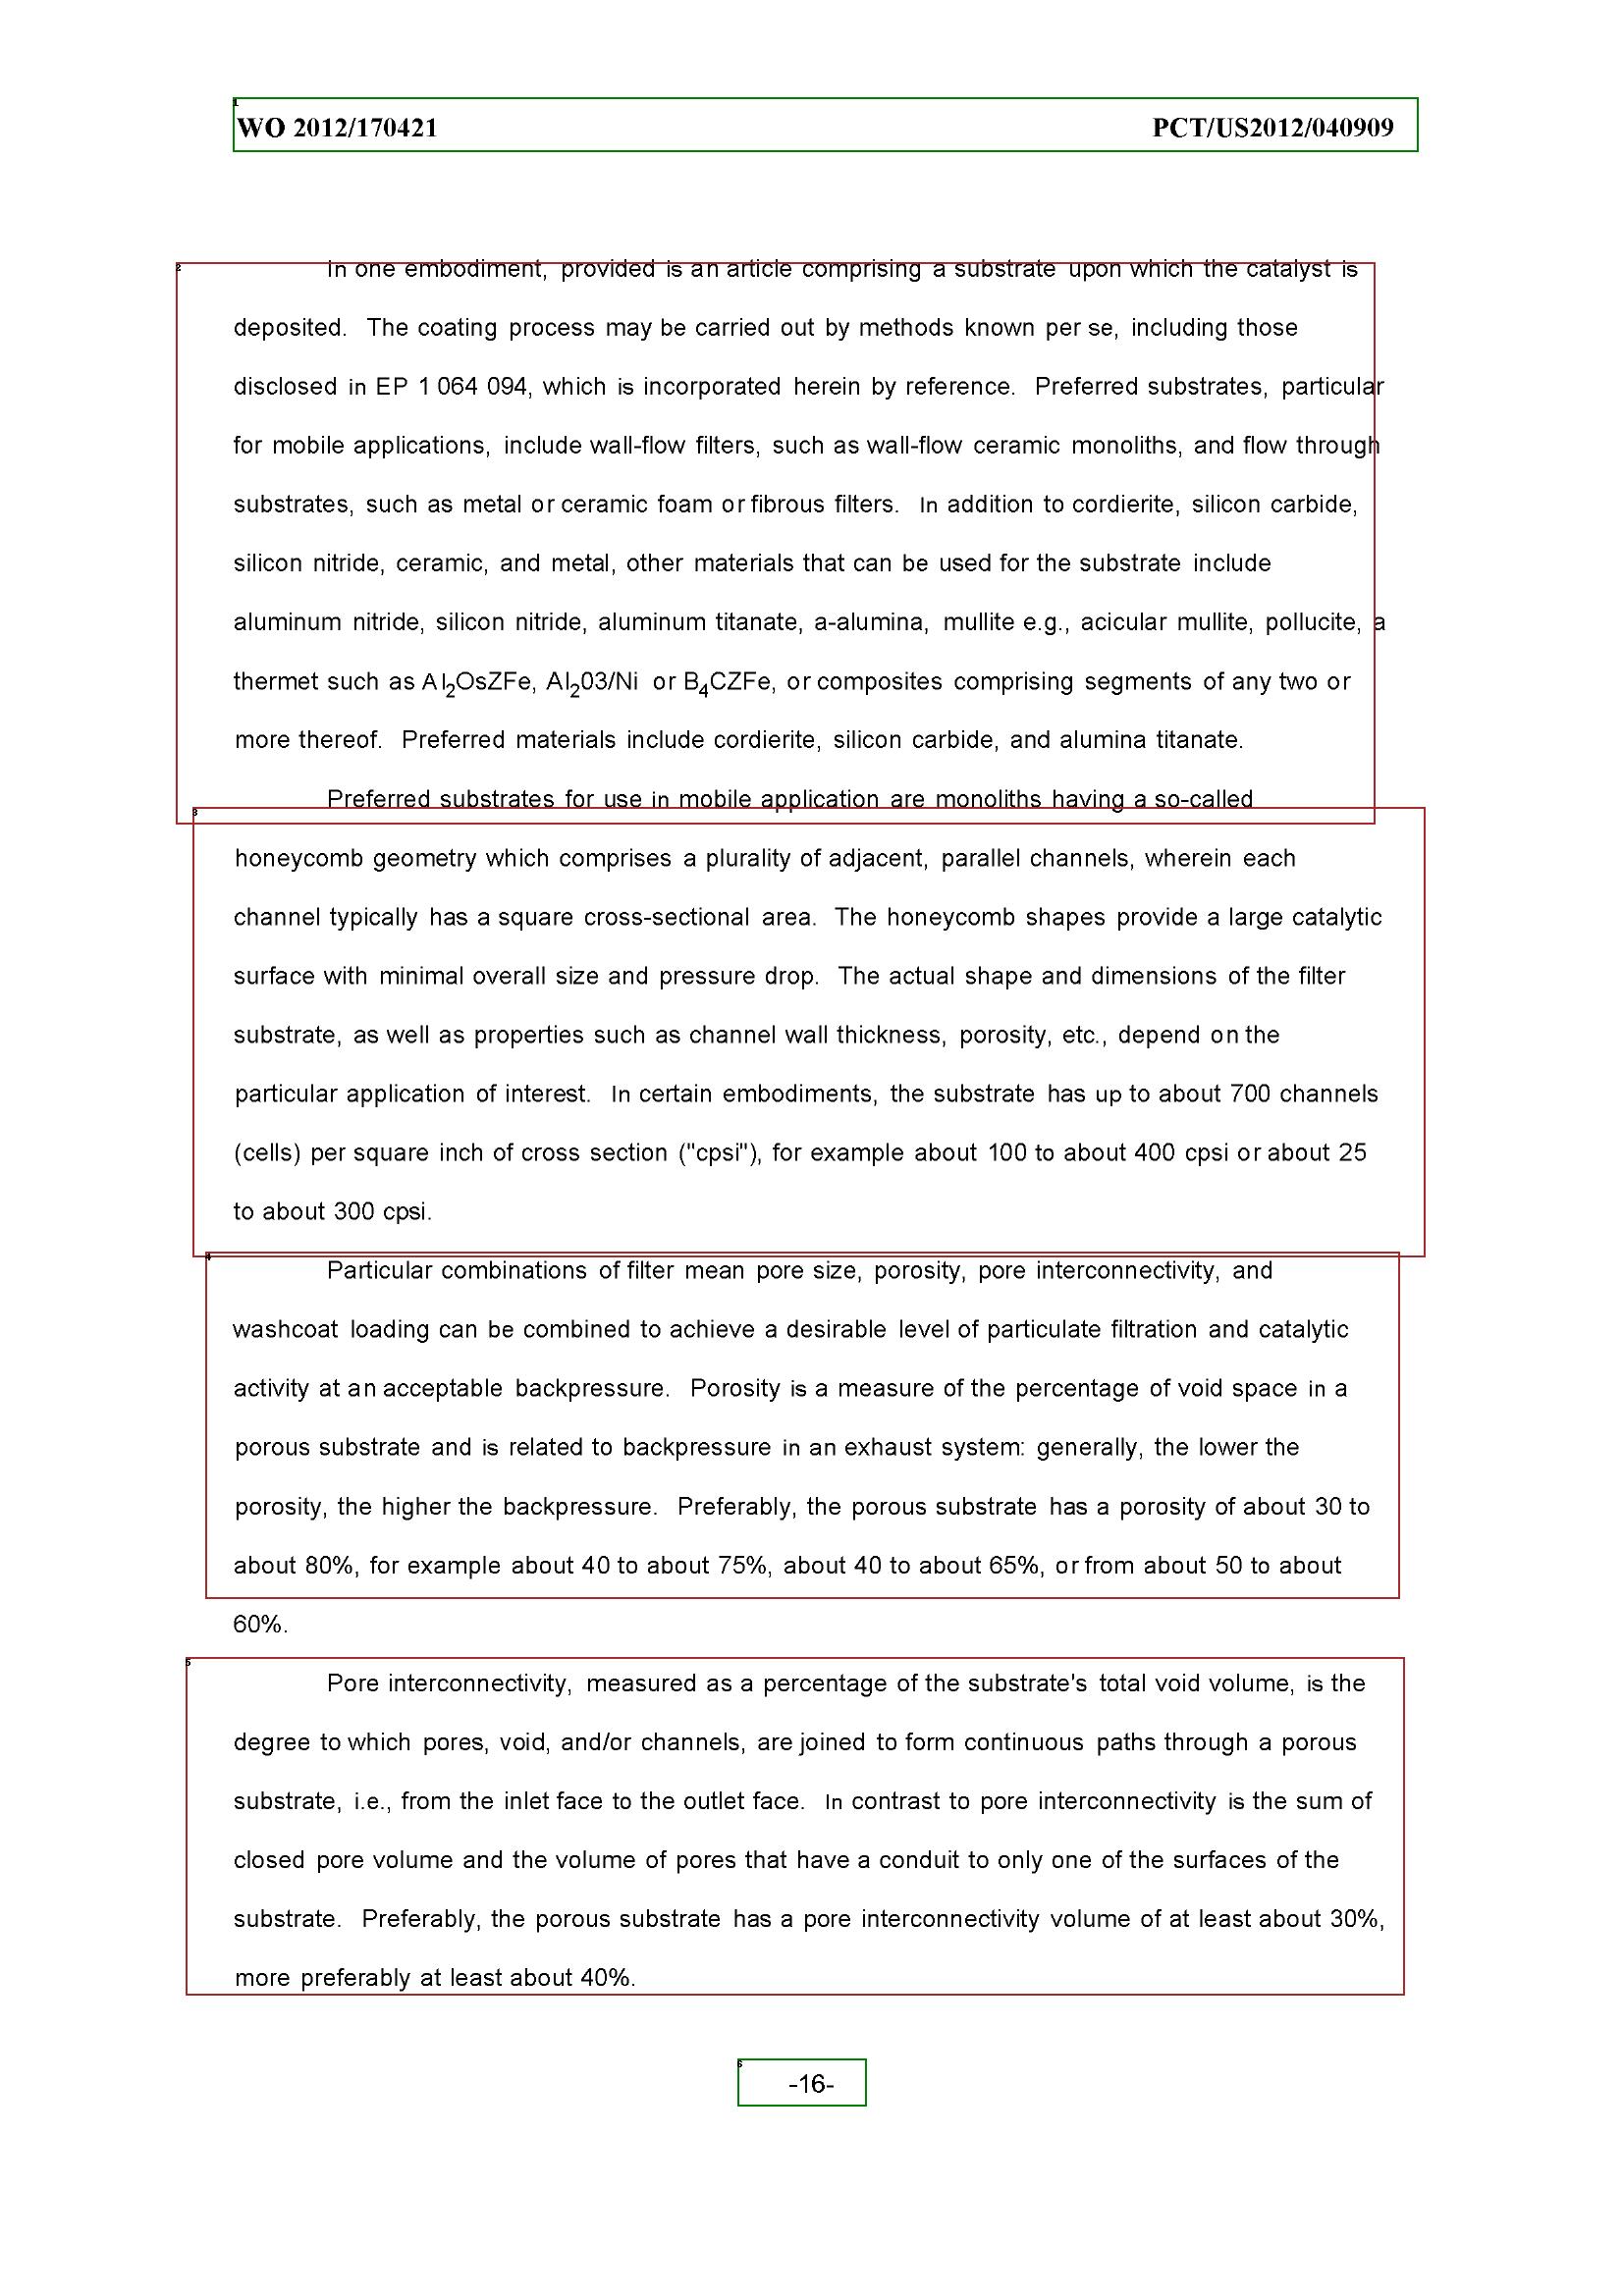 WO 2012/170421 PCT/US2012/040909
In one embodiment, provided is an article comprising a substrate upon which the catalyst is
deposited. The coating process may be carried out by methods known per se, including those
disclosed in EP 1 064 094, which is incorporated herein by reference. Preferred substrates, particular
for mobile applications, include wall-flow filters, such as wall-flow ceramic monoliths, and flow through
substrates, such as metal or ceramic foam or fibrous filters. In addition to cordierite, silicon carbide,
silicon nitride, ceramic, and metal, other materials that can be used for the substrate include
aluminum nitride, silicon nitride, aluminum titanate, a-alumina, mullite e.g., acicular mullite, pollucite, a
thermet such as Al2OsZFe, Al203/Ni or B4CZFe, or composites comprising segments of any two or
more thereof. Preferred materials include cordierite, silicon carbide, and alumina titanate.
Preferred substrates for use in mobile application are monoliths having a so-called
honeycomb geometry which comprises a plurality of adjacent, parallel channels, wherein each
channel typically has a square cross-sectional area. The honeycomb shapes provide a large catalytic
surface with minimal overall size and pressure drop. The actual shape and dimensions of the filter
substrate, as well as properties such as channel wall thickness, porosity, etc., depend on the
particular application of interest. In certain embodiments, the substrate has up to about 700 channels
(cells) per square inch of cross section ("cpsi"), for example about 100 to about 400 cpsi or about 25
to about 300 cpsi.
Particular combinations of filter mean pore size, porosity, pore interconnectivity, and
washcoat loading can be combined to achieve a desirable level of particulate filtration and catalytic
activity at an acceptable backpressure. Porosity is a measure of the percentage of void space in a
porous substrate and is related to backpressure in an exhaust system: generally, the lower the
porosity, the higher the backpressure. Preferably, the porous substrate has a porosity of about 30 to
about 80%, for example about 40 to about 75%, about 40 to about 65%, or from about 50 to about
60%.
Pore interconnectivity, measured as a percentage of the substrate's total void volume, is the
degree to which pores, void, and/or channels, are joined to form continuous paths through a porous
substrate, i.e., from the inlet face to the outlet face. In contrast to pore interconnectivity is the sum of
closed pore volume and the volume of pores that have a conduit to only one of the surfaces of the
substrate. Preferably, the porous substrate has a pore interconnectivity volume of at least about 30%,
more preferably at least about 40%.
-16-